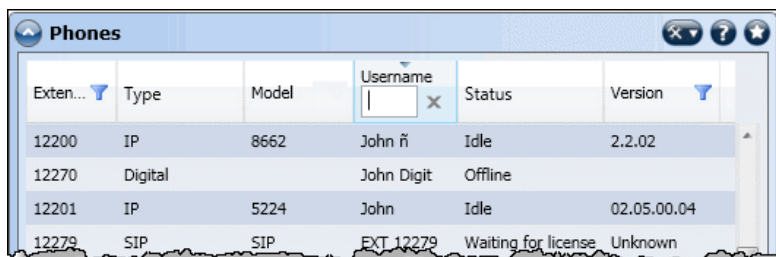 Phones
Exten... Type Model Username Status Version
12200 IP 8662 John ñ Idle 2.2.02
12270 Digital John Digit Offline
12201 IP 5224 John Idle 02.05.00.04
12279 SIP SIP EXT 12279 Waiting for license Unknown